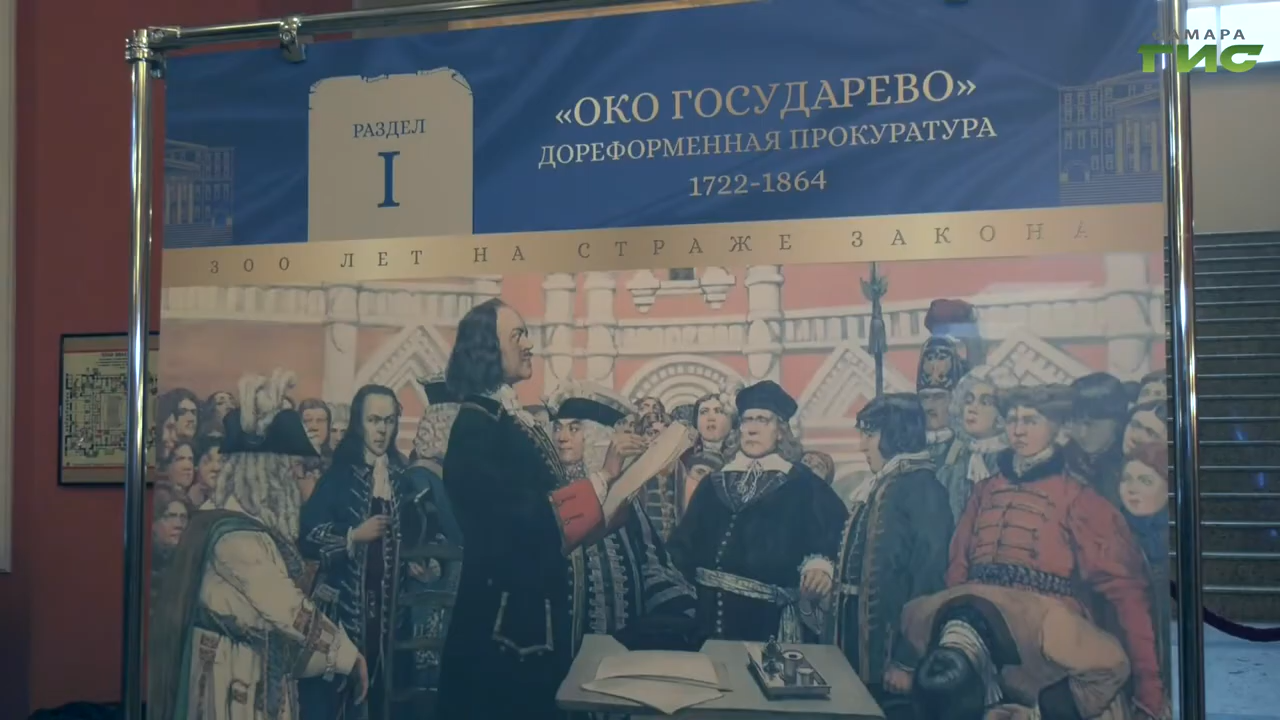 САМАРА
ГИС
РАЗДЕЛ
I
«ОКО ГОСУДАРЕВО»
ДОРЕФОРМЕННАЯ ПРОКУРАТУРА
1722-1864
300 ЛЕТ НА СТРАЖЕ ЗАКОНА